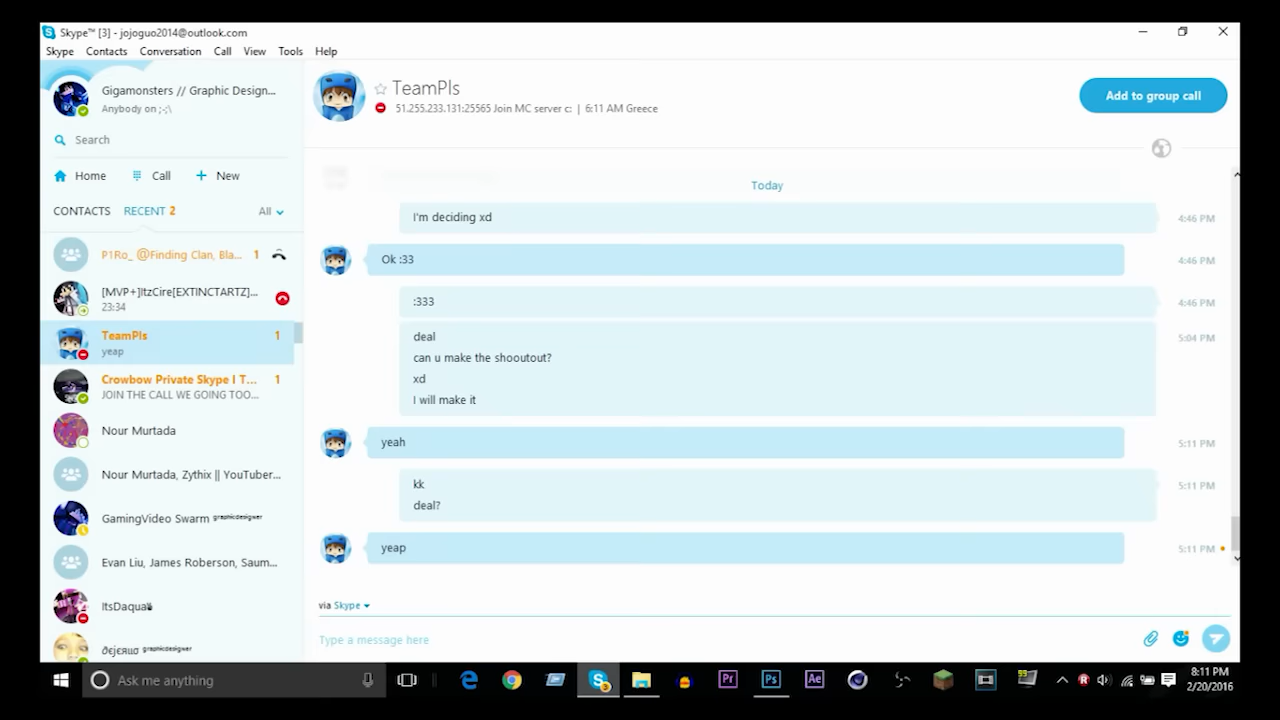 Skype™ [3] - jojoguo2014@outlook.com
Skype Contacts Conversation Call View Tools Help
Gigamonsters // Graphic Design...
Anybody on ;-;\
Search
Home Call New
CONTACTS RECENT 2 All
P1Ro_ @Finding Clan, Bla... 1
[MVP+]ItzCire[EXTINCTARTZ]...
23:34
TeamPls 1
yeap
Crowbow Private Skype I T... 1
JOIN THE CALL WE GOING TOO...
Nour Murtada
Nour Murtada, Zythix || YouTuber...
GamingVideo Swarm ᵍʳᵃᵖʰⁱᶜᵈᵉˢⁱᵍⁿᵉʳ
Evan Liu, James Roberson, Saum...
TeamPls
51.255.233.131:25565 Join MC server c: | 6:11 AM Greece
Add to group call
Today
I'm deciding xd 4:46 PM
Ok :33 4:46 PM
:333 4:46 PM
deal 5:04 PM
can u make the shooutout?
xd
I will make it
yeah 5:11 PM
kk 5:11 PM
deal?
yeap 5:11 PM
via Skype
Type a message here
Ask me anything
Pr Ps Ae
8:11 PM
2/20/2016